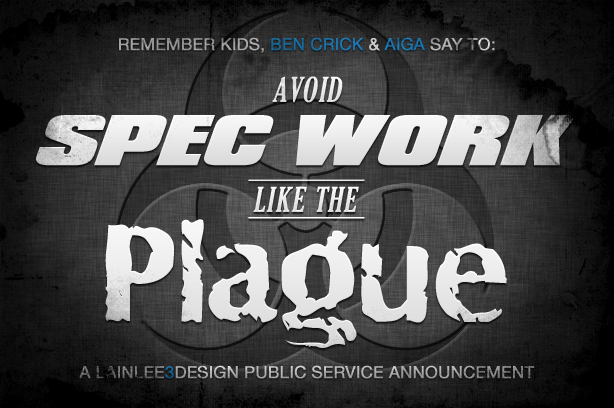 REMEMBER KIDS, BEN CRICK & AIGA SAY TO:
AVOID
SPEC WORK
LIKE THE
Plague
A LAINLEE3DESIGN PUBLIC SERVICE ANNOUNCEMENT